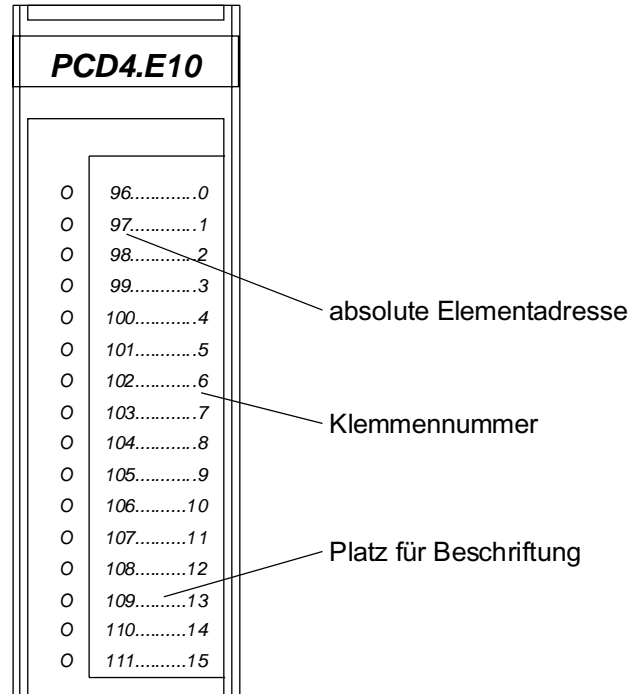 PCD4.E10
O 96............0
O 97............1
O 98............2
O 99............3
O 100...........4
O 101...........5
O 102...........6
O 103...........7
O 104...........8
O 105...........9
O 106.........10
O 107.........11
O 108.........12
O 109.........13
O 110.........14
O 111.........15
absolute Elementadresse
Klemmennummer
Platz für Beschriftung